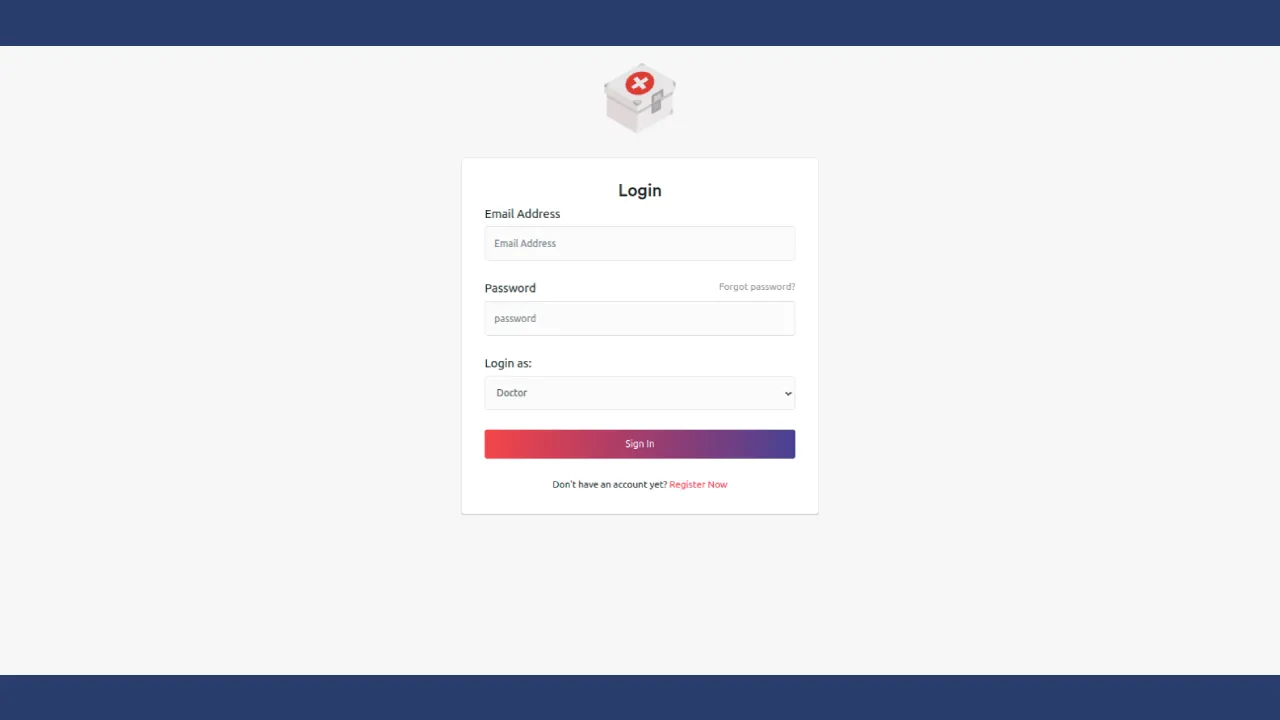 Login
Email Address
Email Address
Password Forgot password?
password
Login as:
Doctor
Sign In
Don't have an account yet? Register Now